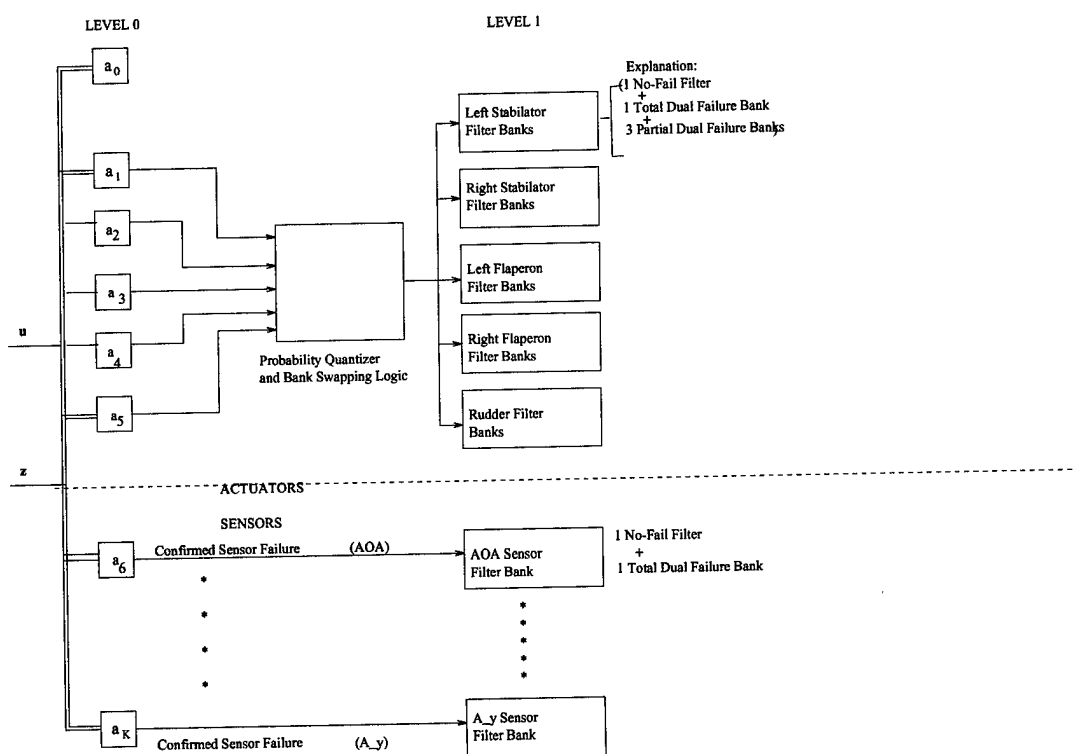 LEVEL 0
LEVEL 1
a0
Explanation:
(1 No-Fail Filter
+
1 Total Dual Failure Bank
+
3 Partial Dual Failure Banks)
Left Stabilator
Filter Banks
a1
Right Stabilator
Filter Banks
a2
a3
Left Flaperon
Filter Banks
u
a4
Right Flaperon
Filter Banks
Probability Quantizer
and Bank Swapping Logic
a5
Rudder Filter
Banks
z
ACTUATORS
SENSORS
a6
Confirmed Sensor Failure (AOA)
AOA Sensor
Filter Bank
1 No-Fail Filter
+
1 Total Dual Failure Bank
*
*
*
*
*
*
*
*
*
aK
Confirmed Sensor Failure (A_y)
A_y Sensor
Filter Bank